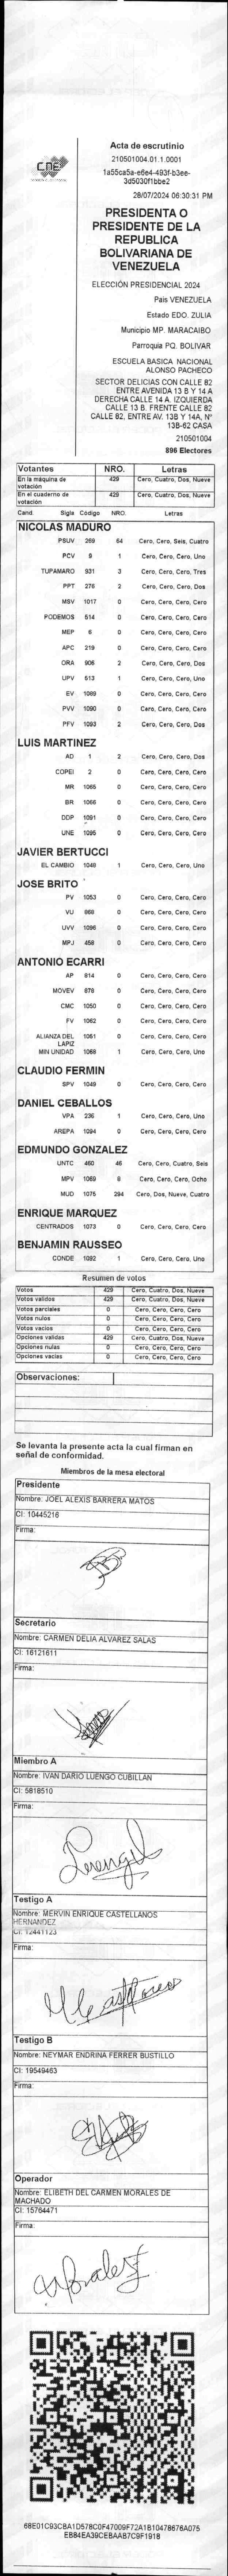 CNE
Acta de escrutinio
210501004.01.1.0001
1a55ca5a-e6e4-493f-b3ee-
3d5030f1bbe2
28/07/2024 06:30:31 PM
PRESIDENTA O
PRESIDENTE DE LA
REPUBLICA
BOLIVARIANA DE
VENEZUELA
ELECCIÓN PRESIDENCIAL 2024
Pais VENEZUELA
Estado EDO. ZULIA
Municipio MP. MARACAIBO
Parroquia PQ. BOLIVAR
ESCUELA BASICA NACIONAL
ALONSO PACHECO
SECTOR DELICIAS CON CALLE 82
ENTRE AVENIDA 13 B Y 14 A
DERECHA CALLE 14 A. IZQUIERDA
CALLE 13 B. FRENTE CALLE 82
CALLE 82, ENTRE AV. 13B Y 14A, Nº
13B-62 CASA
210501004
896 Electores
Votantes NRO. Letras
En la máquina de votación 429 Cero, Cuatro, Dos, Nueve
En el cuaderno de votación 429 Cero, Cuatro, Dos, Nueve
Cand. Sigla Código NRO. Letras
NICOLAS MADURO
PSUV 269 64 Cero, Cero, Seis, Cuatro
PCV 9 1 Cero, Cero, Cero, Uno
TUPAMARO 931 3 Cero, Cero, Cero, Tres
PPT 276 2 Cero, Cero, Cero, Dos
MSV 1017 0 Cero, Cero, Cero, Cero
PODEMOS 514 0 Cero, Cero, Cero, Cero
MEP 6 0 Cero, Cero, Cero, Cero
APC 219 0 Cero, Cero, Cero, Cero
ORA 906 2 Cero, Cero, Cero, Dos
UPV 513 1 Cero, Cero, Cero, Uno
EV 1089 0 Cero, Cero, Cero, Cero
PVV 1090 0 Cero, Cero, Cero, Cero
PFV 1093 2 Cero, Cero, Cero, Dos
LUIS MARTINEZ
AD 1 2 Cero, Cero, Cero, Dos
COPEI 2 0 Cero, Cero, Cero, Cero
MR 1065 0 Cero, Cero, Cero, Cero
BR 1066 0 Cero, Cero, Cero, Cero
DDP 1091 0 Cero, Cero, Cero, Cero
UNE 1095 0 Cero, Cero, Cero, Cero
JAVIER BERTUCCI
EL CAMBIO 1048 1 Cero, Cero, Cero, Uno
JOSE BRITO
PV 1053 0 Cero, Cero, Cero, Cero
VU 868 0 Cero, Cero, Cero, Cero
UVV 1096 0 Cero, Cero, Cero, Cero
MPJ 458 0 Cero, Cero, Cero, Cero
ANTONIO ECARRI
AP 814 0 Cero, Cero, Cero, Cero
MOVEV 878 0 Cero, Cero, Cero, Cero
CMC 1050 0 Cero, Cero, Cero, Cero
FV 1062 0 Cero, Cero, Cero, Cero
ALIANZA DEL LAPIZ 1061 0 Cero, Cero, Cero, Cero
MIN UNIDAD 1068 1 Cero, Cero, Cero, Uno
CLAUDIO FERMIN
SPV 1049 0 Cero, Cero, Cero, Cero
DANIEL CEBALLOS
VPA 236 1 Cero, Cero, Cero, Uno
AREPA 1094 0 Cero, Cero, Cero, Cero
EDMUNDO GONZALEZ
UNTC 460 46 Cero, Cero, Cuatro, Seis
MPV 1069 8 Cero, Cero, Cero, Ocho
MUD 1075 294 Cero, Dos, Nueve, Cuatro
ENRIQUE MARQUEZ
CENTRADOS 1073 0 Cero, Cero, Cero, Cero
BENJAMIN RAUSSEO
CONDE 1092 1 Cero, Cero, Cero, Uno
Resumen de votos
Votos 429 Cero, Cuatro, Dos, Nueve
Votos validos 429 Cero, Cuatro, Dos, Nueve
Votos parciales 0 Cero, Cero, Cero, Cero
Votos nulos 0 Cero, Cero, Cero, Cero
Votos vacios 0 Cero, Cero, Cero, Cero
Opciones validas 429 Cero, Cuatro, Dos, Nueve
Opciones nulas 0 Cero, Cero, Cero, Cero
Opciones vacias 0 Cero, Cero, Cero, Cero
Observaciones:
Se levanta la presente acta la cual firman en
señal de conformidad.
Miembros de la mesa electoral
Presidente
Nombre: JOEL ALEXIS BARRERA MATOS
CI: 10445216
Firma:
Secretario
Nombre: CARMEN DELIA ALVAREZ SALAS
CI: 16121611
Firma:
Miembro A
Nombre: IVAN DARIO LUENGO CUBILLAN
CI: 5818510
Firma:
Testigo A
Nombre: MERVIN ENRIQUE CASTELLANOS
HERNANDEZ
CI: 12441123
Firma:
Testigo B
Nombre: NEYMAR ENDRINA FERRER BUSTILLO
CI: 19549463
Firma:
Operador
Nombre: ELIBETH DEL CARMEN MORALES DE
MACHADO
CI: 15764471
Firma:
68E01C93CBA1D578C0F47009F72A1B10478676A075
EB84EA39CEBAAB7C9F1918